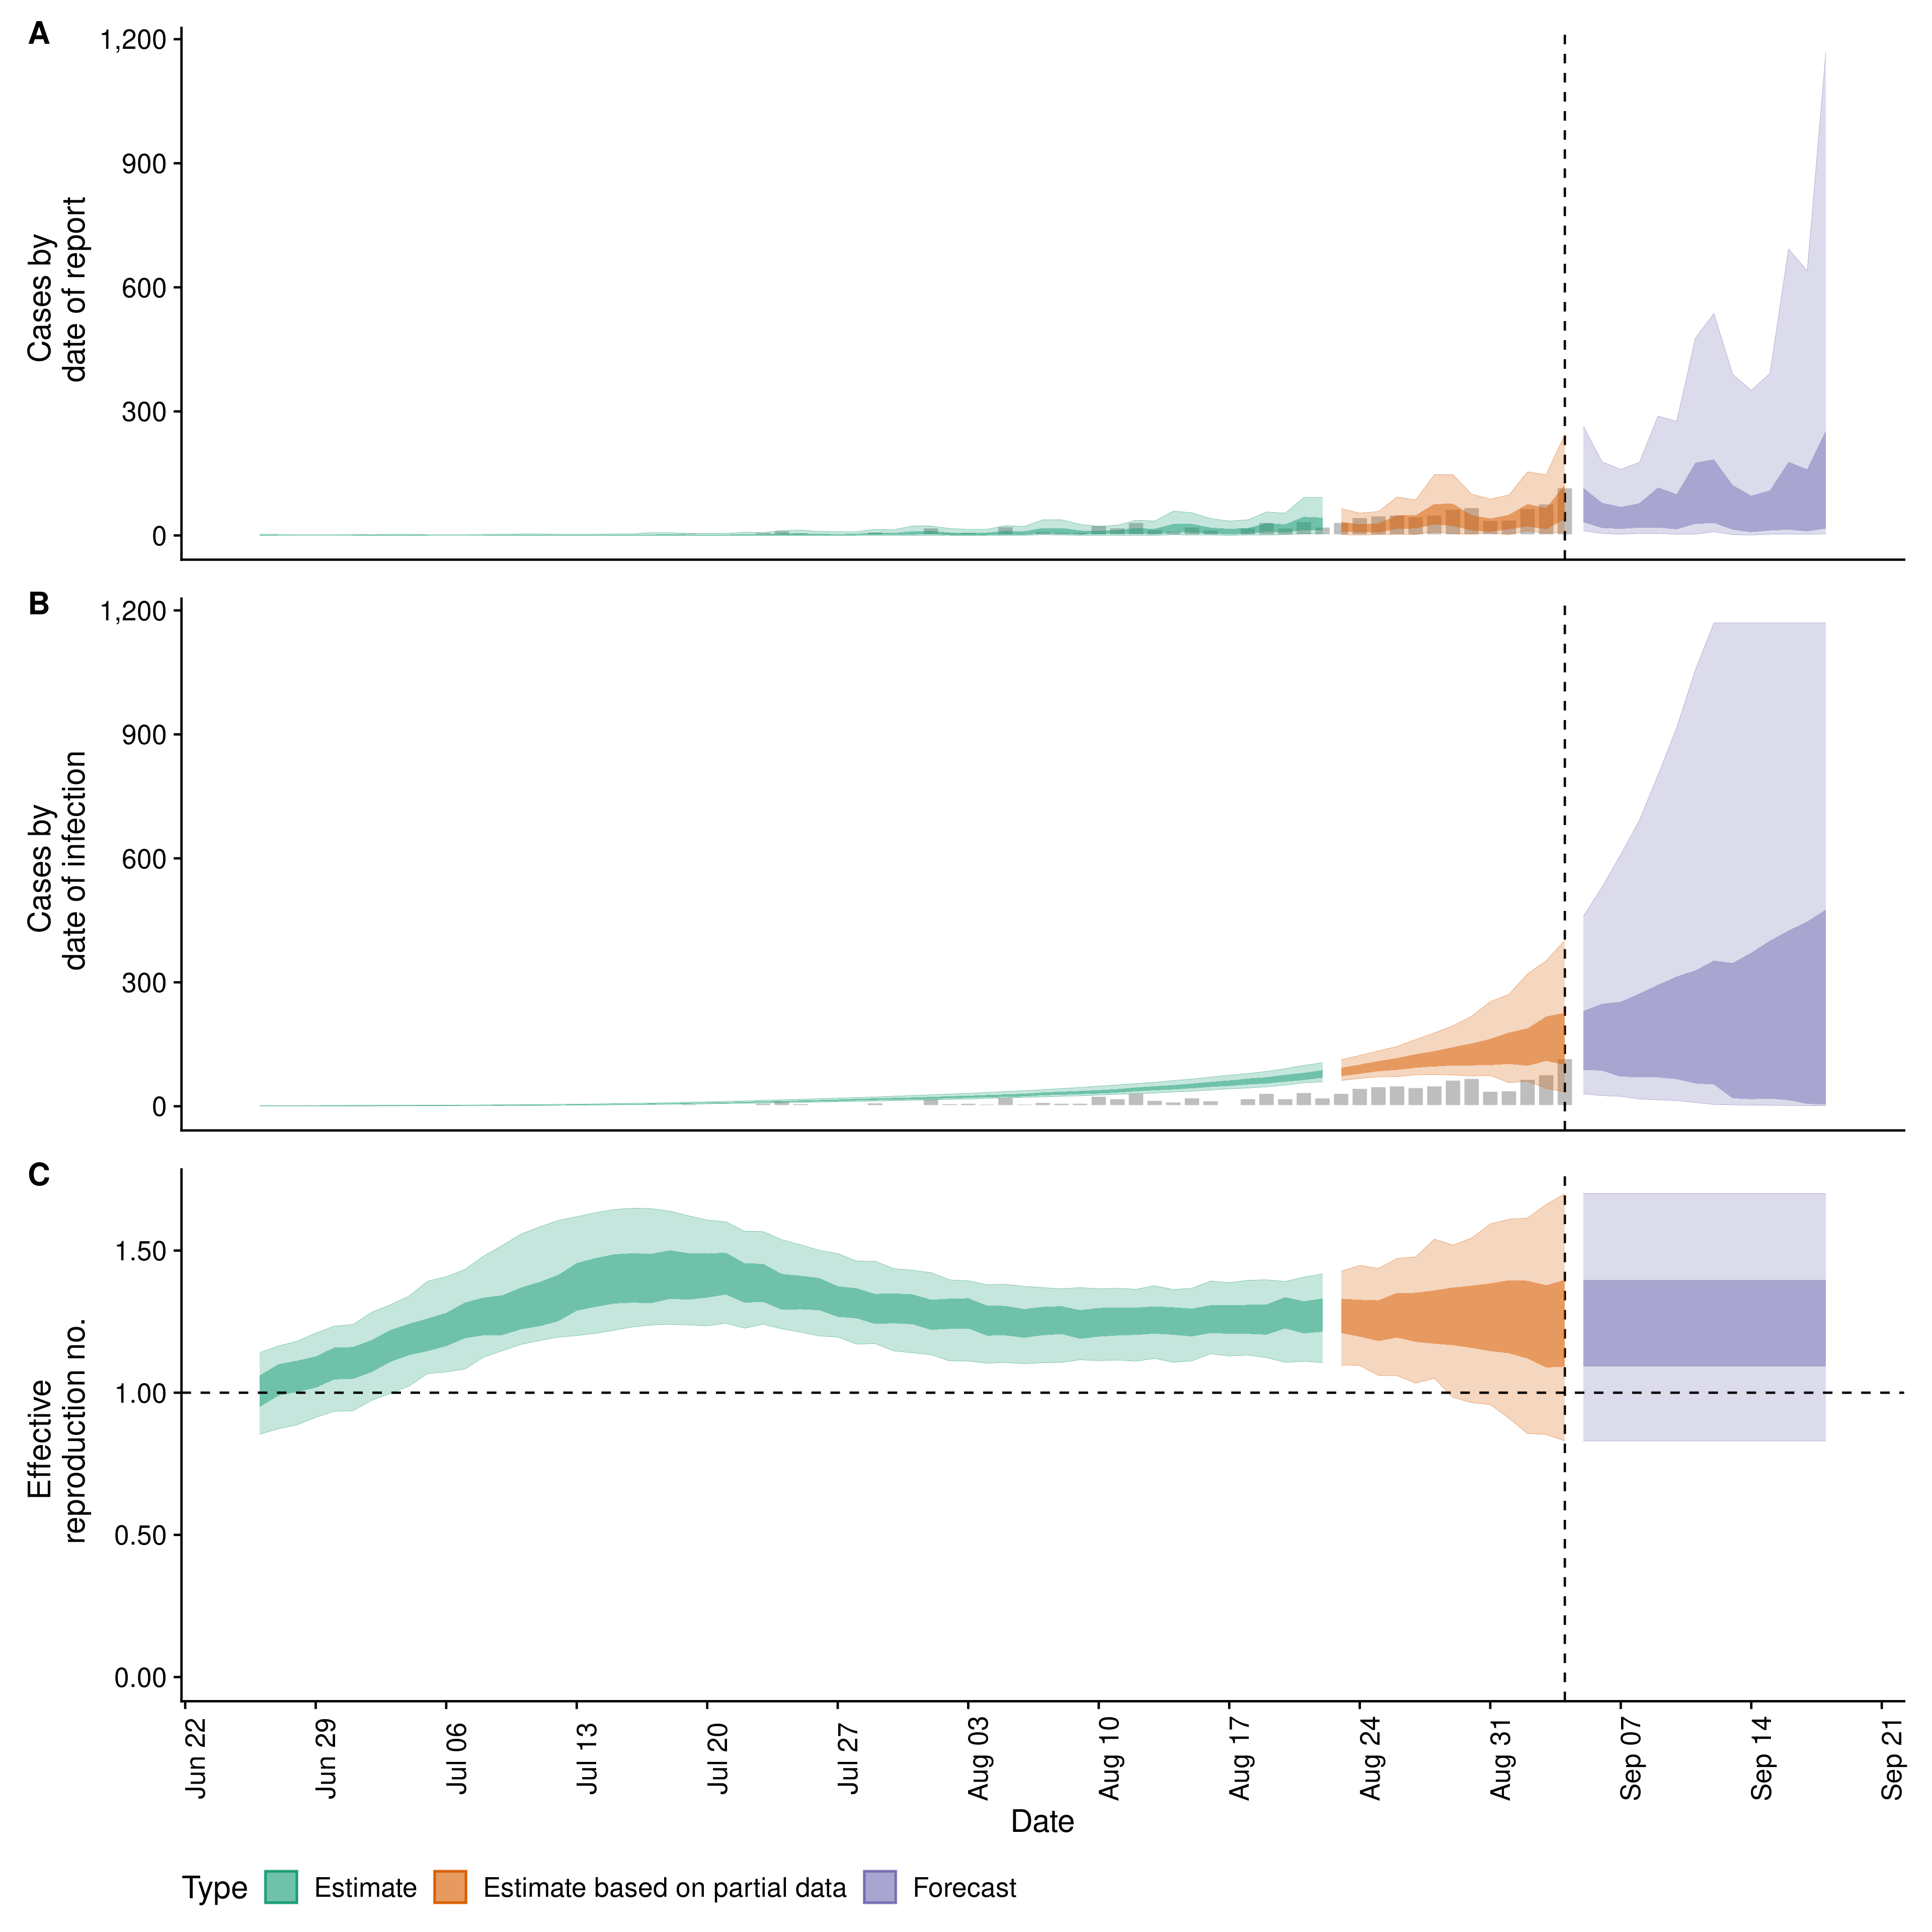 A
1,200
900
600
300
0
Cases by
date of report
B
1,200
900
600
300
0
Cases by
date of infection
C
1.50
1.00
0.50
0.00
Effective
reproduction no.
Jun 22
Jun 29
Jul 06
Jul 13
Jul 20
Jul 27
Aug 03
Aug 10
Aug 17
Aug 24
Aug 31
Sep 07
Sep 14
Sep 21
Date
Type Estimate Estimate based on partial data Forecast